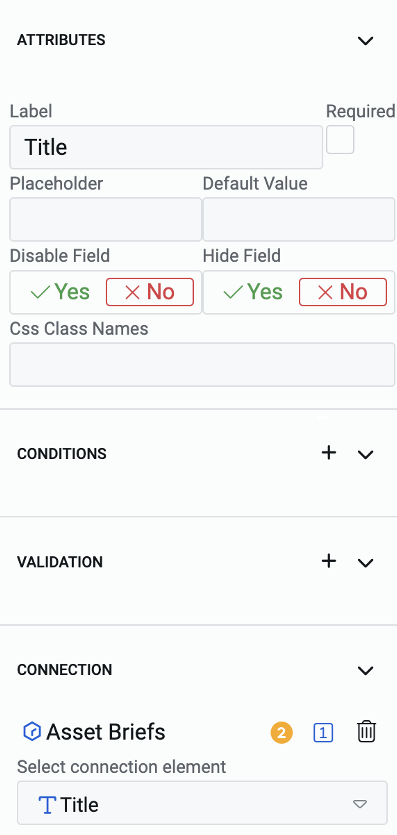 ATTRIBUTES
Label Required
Title
Placeholder Default Value
Disable Field Hide Field
Yes No Yes No
Css Class Names
CONDITIONS
VALIDATION
CONNECTION
Asset Briefs 2 1
Select connection element
Title